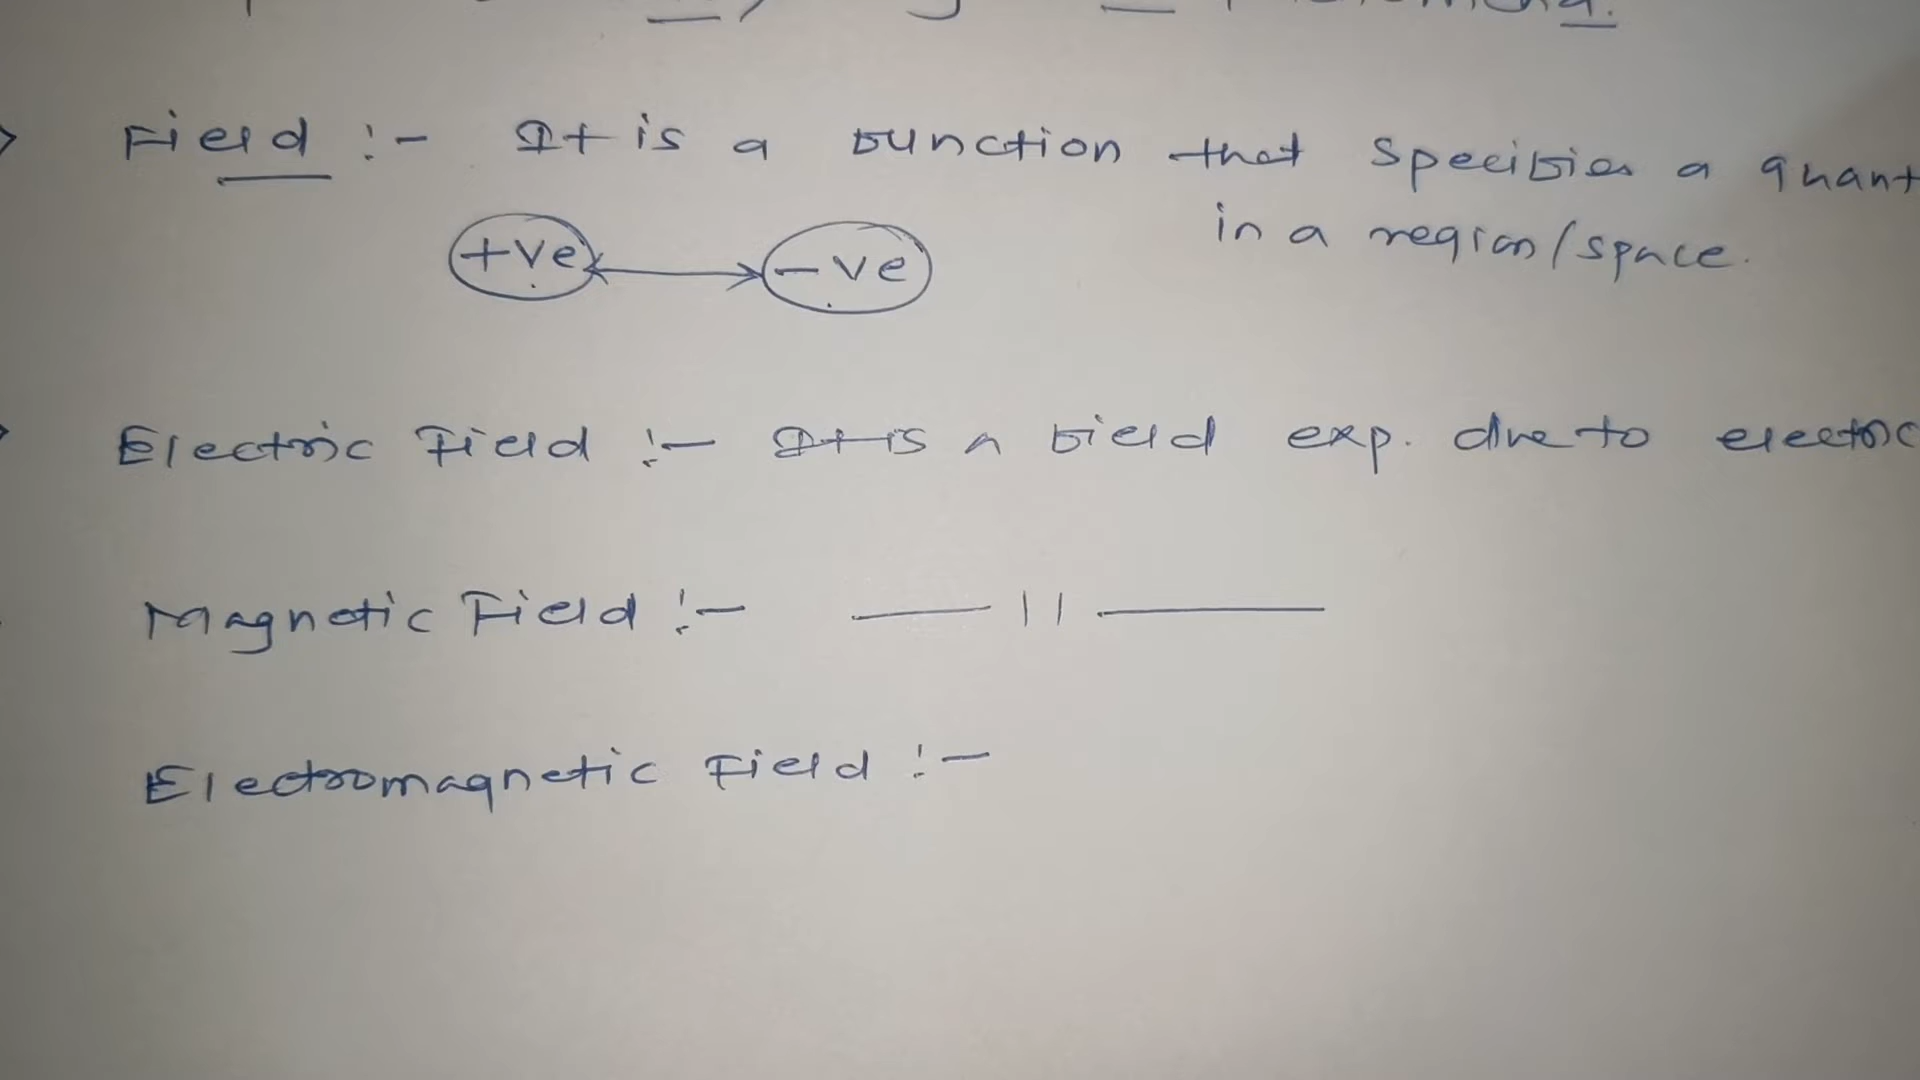 Field :- It is a function that specifies a quant
in a region/space.
+ve -ve
Electric Field :- It is a field exp. due to electric
Magnetic Field :- —— 11 ——
Electromagnetic Field :-